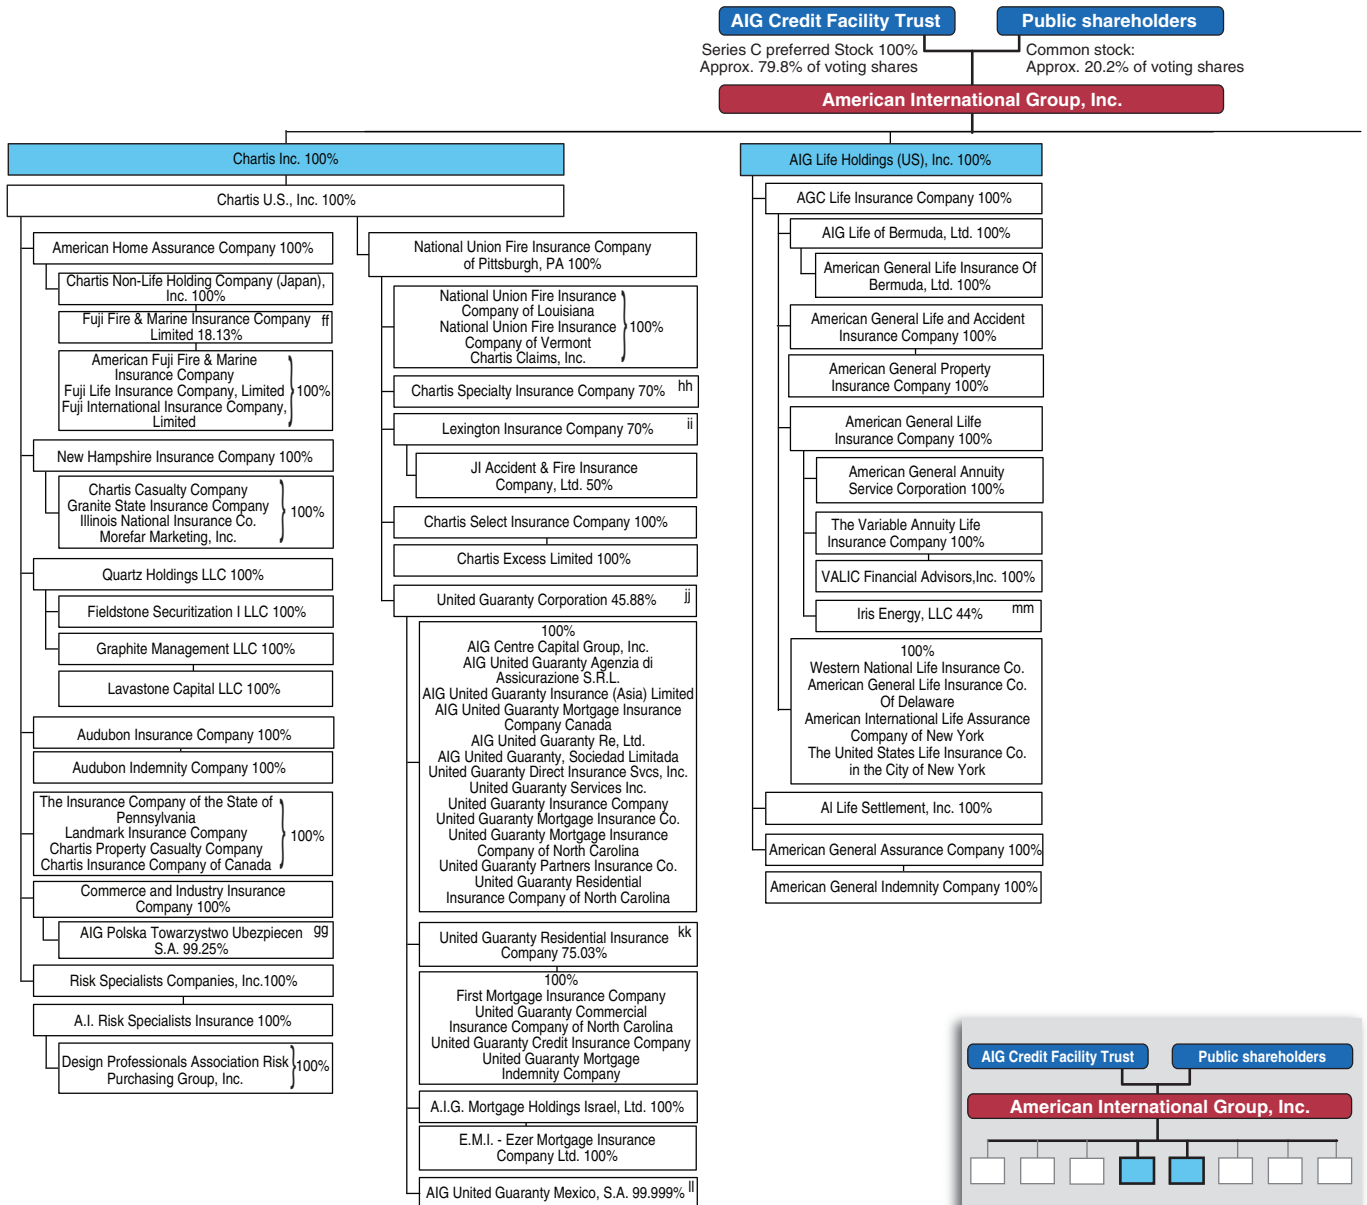 AIG Credit Facility Trust
Public shareholders
Series C preferred Stock 100%
Approx. 79.8% of voting shares
Common stock:
Approx. 20.2% of voting shares
American International Group, Inc.
Chartis Inc. 100%
Chartis U.S., Inc. 100%
American Home Assurance Company 100%
Chartis Non-Life Holding Company (Japan),
Inc. 100%
Fuji Fire & Marine Insurance Company ff
Limited 18.13%
American Fuji Fire & Marine
Insurance Company
Fuji Life Insurance Company, Limited
Fuji International Insurance Company,
Limited
100%
New Hampshire Insurance Company 100%
Chartis Casualty Company
Granite State Insurance Company
Illinois National Insurance Co.
Morefar Marketing, Inc.
100%
Quartz Holdings LLC 100%
Fieldstone Securitization I LLC 100%
Graphite Management LLC 100%
Lavastone Capital LLC 100%
Audubon Insurance Company 100%
Audubon Indemnity Company 100%
The Insurance Company of the State of
Pennsylvania
Landmark Insurance Company
Chartis Property Casualty Company
Chartis Insurance Company of Canada
100%
Commerce and Industry Insurance
Company 100%
AIG Polska Towarzystwo Ubezpiecen gg
S.A. 99.25%
Risk Specialists Companies, Inc.100%
A.I. Risk Specialists Insurance 100%
Design Professionals Association Risk
Purchasing Group, Inc.
100%
National Union Fire Insurance Company
of Pittsburgh, PA 100%
National Union Fire Insurance
Company of Louisiana
National Union Fire Insurance
Company of Vermont
Chartis Claims, Inc.
100%
Chartis Specialty Insurance Company 70% hh
Lexington Insurance Company 70% ii
JI Accident & Fire Insurance
Company, Ltd. 50%
Chartis Select Insurance Company 100%
Chartis Excess Limited 100%
United Guaranty Corporation 45.88% jj
100%
AIG Centre Capital Group, Inc.
AIG United Guaranty Agenzia di
Assicurazione S.R.L.
AIG United Guaranty Insurance (Asia) Limited
AIG United Guaranty Mortgage Insurance
Company Canada
AIG United Guaranty Re, Ltd.
AIG United Guaranty, Sociedad Limitada
United Guaranty Direct Insurance Svcs, Inc.
United Guaranty Services Inc.
United Guaranty Insurance Company
United Guaranty Mortgage Insurance Co.
United Guaranty Mortgage Insurance
Company of North Carolina
United Guaranty Partners Insurance Co.
United Guaranty Residential
Insurance Company of North Carolina
United Guaranty Residential Insurance kk
Company 75.03%
100%
First Mortgage Insurance Company
United Guaranty Commercial
Insurance Company of North Carolina
United Guaranty Credit Insurance Company
United Guaranty Mortgage
Indemnity Company
A.I.G. Mortgage Holdings Israel, Ltd. 100%
E.M.I. - Ezer Mortgage Insurance
Company Ltd. 100%
AIG United Guaranty Mexico, S.A. 99.999% ll
AIG Life Holdings (US), Inc. 100%
AGC Life Insurance Company 100%
AIG Life of Bermuda, Ltd. 100%
American General Life Insurance Of
Bermuda, Ltd. 100%
American General Life and Accident
Insurance Company 100%
American General Property
Insurance Company 100%
American General Lilfe
Insurance Company 100%
American General Annuity
Service Corporation 100%
The Variable Annuity Life
Insurance Company 100%
VALIC Financial Advisors,Inc. 100%
Iris Energy, LLC 44% mm
100%
Western National Life Insurance Co.
American General Life Insurance Co.
Of Delaware
American International Life Assurance
Company of New York
The United States Life Insurance Co.
in the City of New York
AI Life Settlement, Inc. 100%
American General Assurance Company 100%
American General Indemnity Company 100%
AIG Credit Facility Trust
Public shareholders
American International Group, Inc.